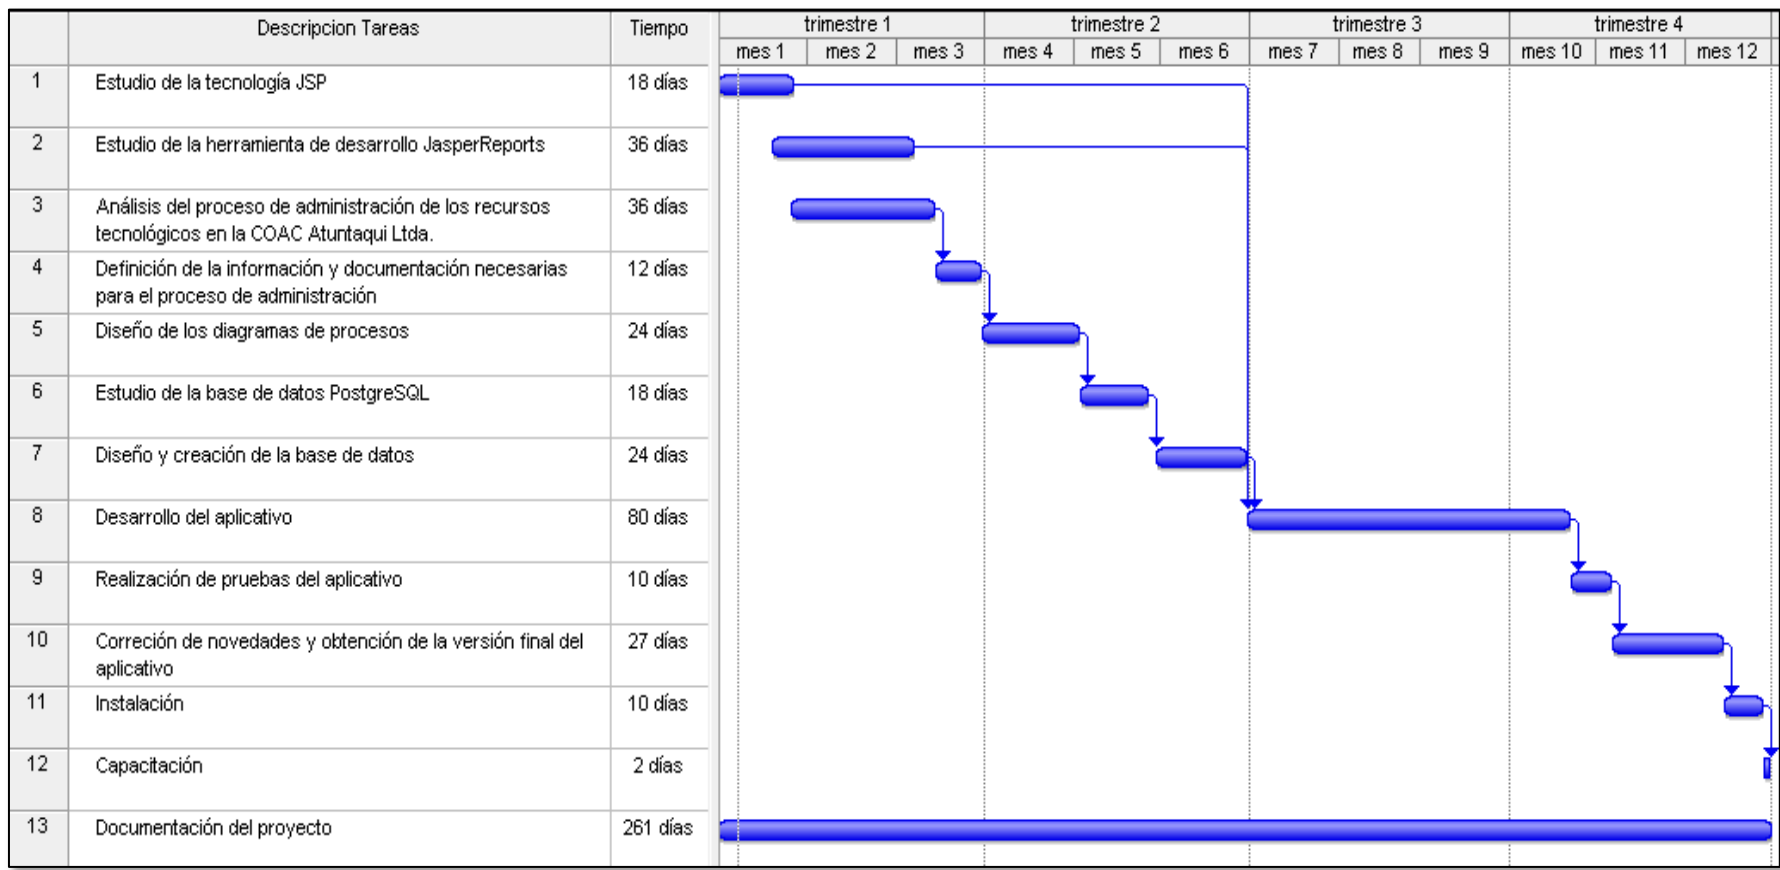 Descripcion Tareas Tiempo trimestre 1 trimestre 2 trimestre 3 trimestre 4
mes 1 mes 2 mes 3 mes 4 mes 5 mes 6 mes 7 mes 8 mes 9 mes 10 mes 11 mes 12
1 Estudio de la tecnología JSP 18 días
2 Estudio de la herramienta de desarrollo JasperReports 36 días
3 Análisis del proceso de administración de los recursos 36 días
tecnológicos en la COAC Atuntaqui Ltda.
4 Definición de la información y documentación necesarias 12 días
para el proceso de administración
5 Diseño de los diagramas de procesos 24 días
6 Estudio de la base de datos PostgreSQL 18 días
7 Diseño y creación de la base de datos 24 días
8 Desarrollo del aplicativo 80 días
9 Realización de pruebas del aplicativo 10 días
10 Correción de novedades y obtención de la versión final del 27 días
aplicativo
11 Instalación 10 días
12 Capacitación 2 días
13 Documentación del proyecto 261 días